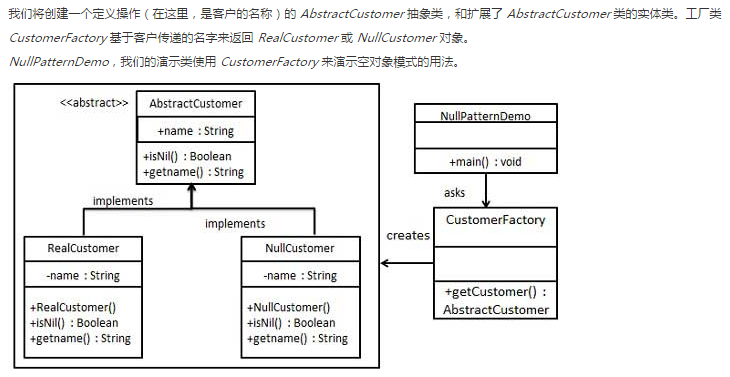 我们将创建一个定义操作（在这里，是客户的名称）的 AbstractCustomer 抽象类，和扩展了 AbstractCustomer 类的实体类。工厂类
CustomerFactory 基于客户传递的名字来返回 RealCustomer 或 NullCustomer 对象。
NullPatternDemo，我们的演示类使用 CustomerFactory 来演示空对象模式的用法。
<<abstract>>
AbstractCustomer
+name : String
+isNil() : Boolean
+getname() : String
NullPatternDemo
+main() : void
implements
implements
asks
RealCustomer
-name : String
+RealCustomer()
+isNil() : Boolean
+getname() : String
NullCustomer
-name : String
+NullCustomer()
+isNil() : Boolean
+getname() : String
creates
CustomerFactory
+getCustomer() :
AbstractCustomer